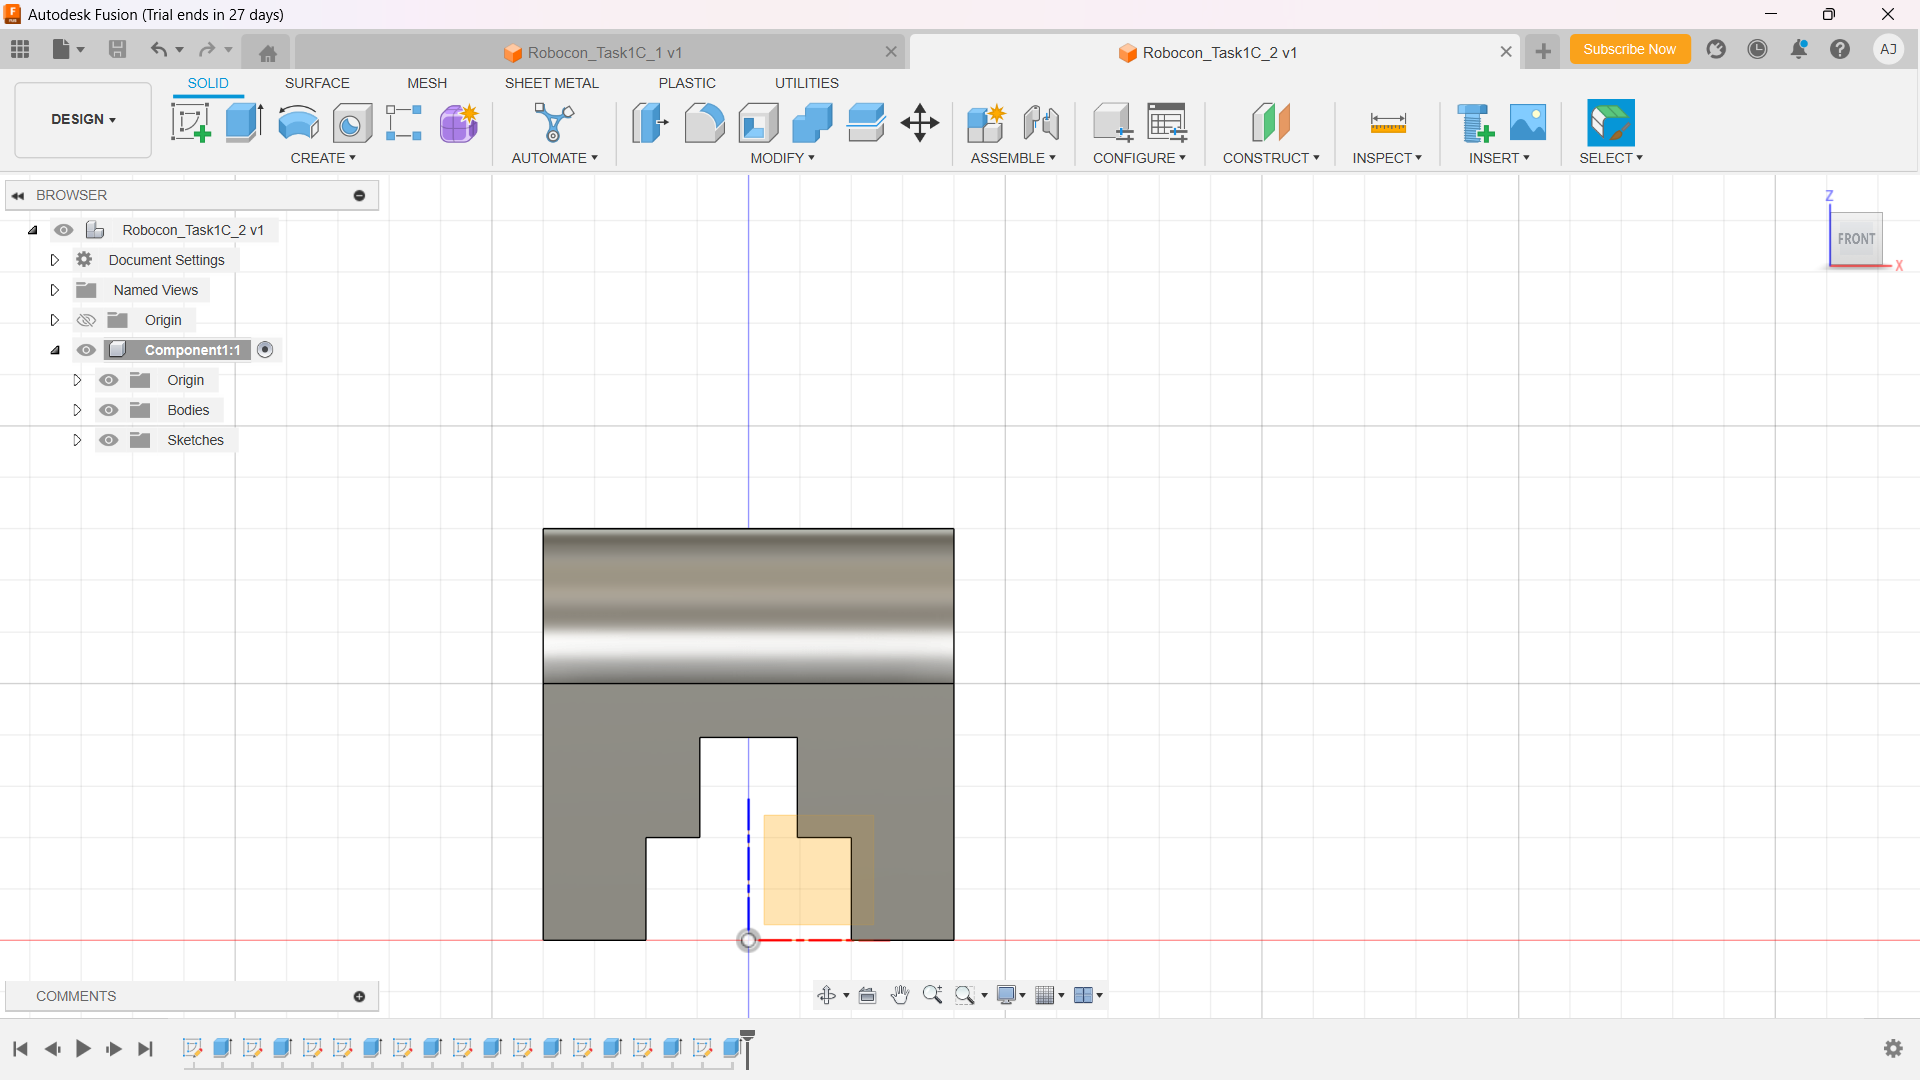 Autodesk Fusion (Trial ends in 27 days)
Robocon_Task1C_1 v1
Robocon_Task1C_2 v1
Subscribe Now
AJ
DESIGN
SOLID
SURFACE
MESH
SHEET METAL
PLASTIC
UTILITIES
CREATE
AUTOMATE
MODIFY
ASSEMBLE
CONFIGURE
CONSTRUCT
INSPECT
INSERT
SELECT
BROWSER
Robocon_Task1C_2 v1
Document Settings
Named Views
Origin
Component1:1
Origin
Bodies
Sketches
Z
FRONT
X
COMMENTS